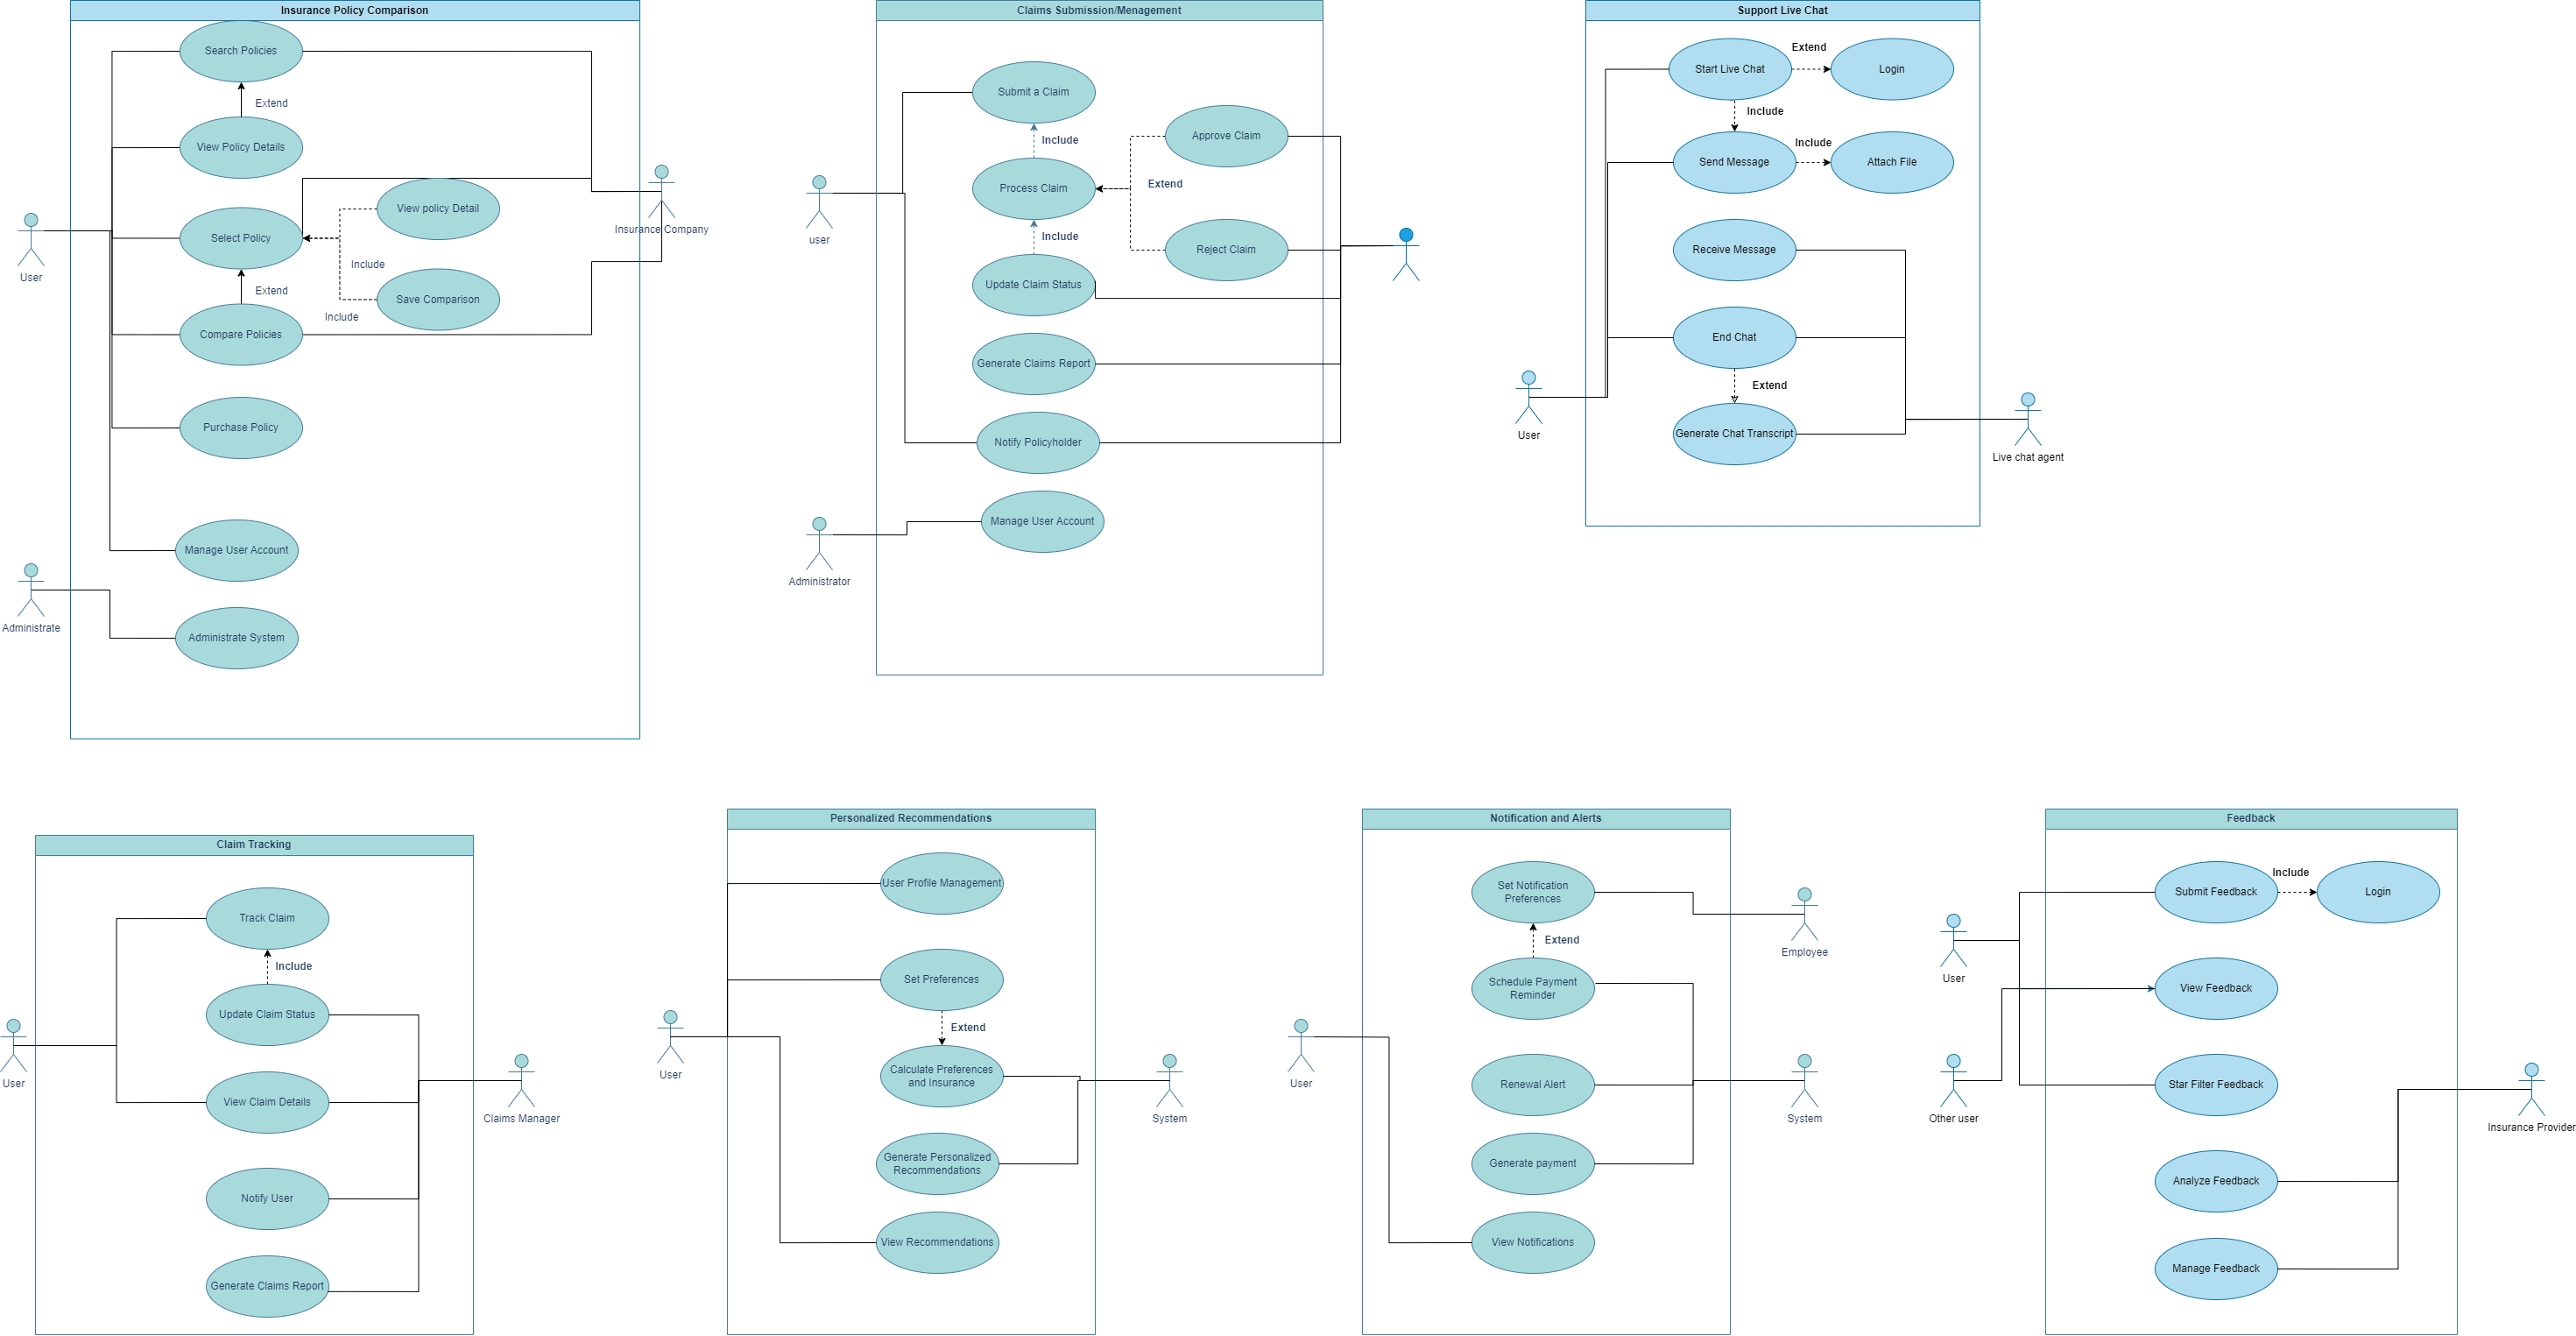 Insurance Policy Comparison
Search Policies
Extend
View Policy Details
View policy Detail
Select Policy
Include
Extend
Save Comparison
Include
Compare Policies
Purchase Policy
Manage User Account
Administrate System
User
Administrate
Insurance Company
Claims Submission/Menagement
Submit a Claim
Include
Approve Claim
Process Claim
Extend
Include
Reject Claim
Update Claim Status
Generate Claims Report
Notify Policyholder
Manage User Account
user
Administrator
Support Live Chat
Start Live Chat
Extend
Login
Include
Send Message
Include
Attach File
Receive Message
End Chat
Extend
Generate Chat Transcript
User
Live chat agent
Claim Tracking
Track Claim
Include
Update Claim Status
View Claim Details
Notify User
Generate Claims Report
User
Claims Manager
Personalized Recommendations
User Profile Management
Set Preferences
Extend
Calculate Preferences
and Insurance
Generate Personalized
Recommendations
View Recommendations
User
System
Notification and Alerts
Set Notification
Preferences
Extend
Schedule Payment
Reminder
Renewal Alert
Generate payment
View Notifications
User
Employee
System
Feedback
Submit Feedback
Include
Login
View Feedback
Star Filter Feedback
Analyze Feedback
Manage Feedback
User
Other user
Insurance Provider